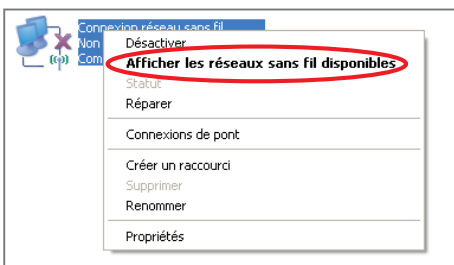 Connexion réseau sans fil
Non
Com
Désactiver
Afficher les réseaux sans fil disponibles
Statut
Réparer
Connexions de pont
Créer un raccourci
Supprimer
Renommer
Propriétés